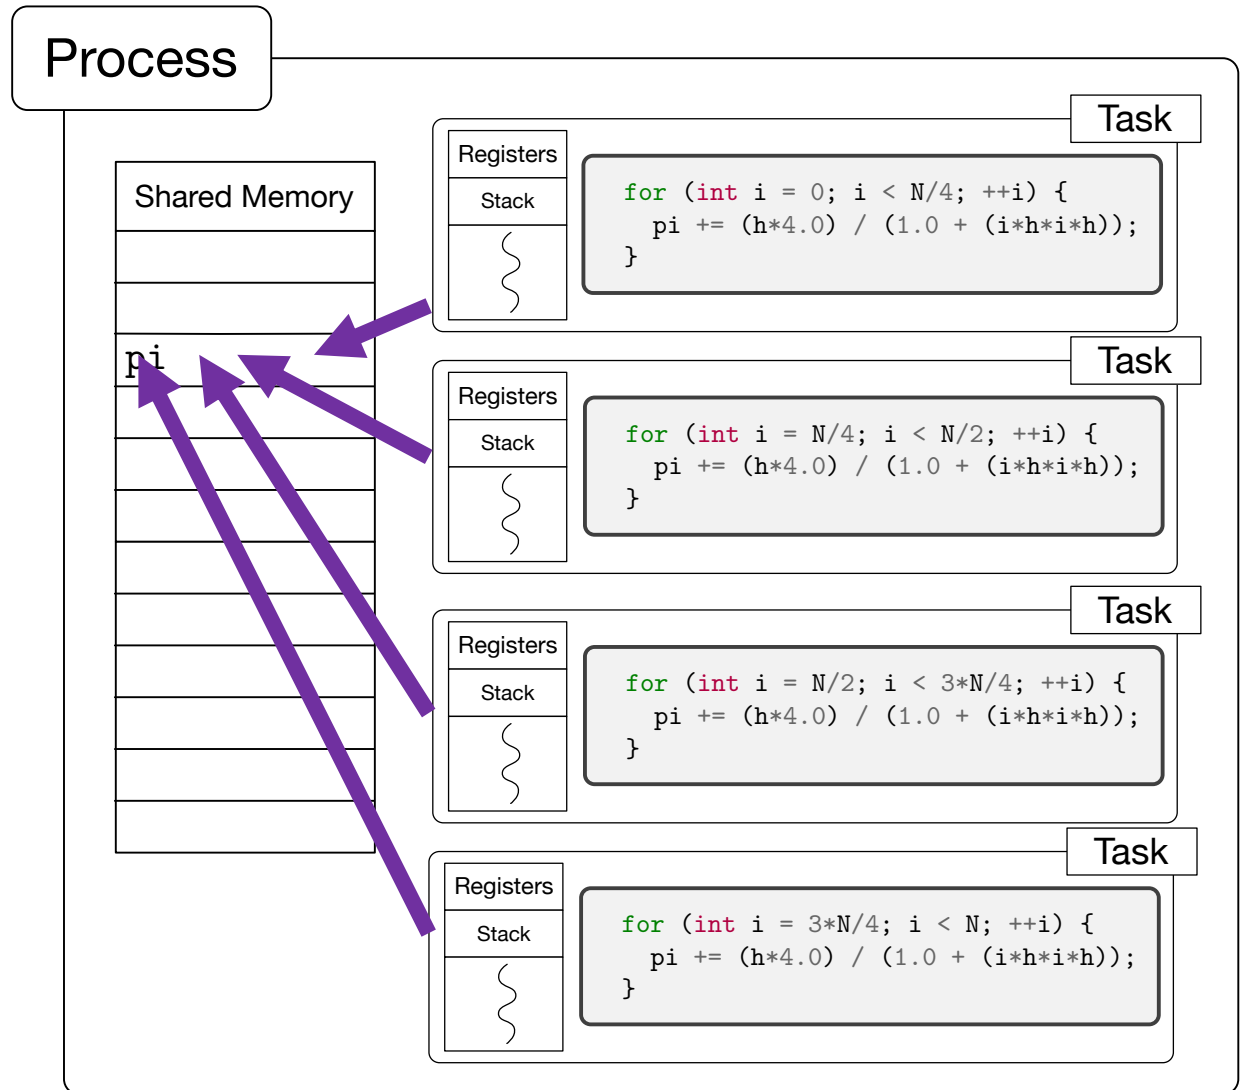 Process
Shared Memory
pi
Task
Registers
Stack
for (int i = 0; i < N/4; ++i) {
pi += (h*4.0) / (1.0 + (i*h*i*h));
}
Task
Registers
Stack
for (int i = N/4; i < N/2; ++i) {
pi += (h*4.0) / (1.0 + (i*h*i*h));
}
Task
Registers
Stack
for (int i = N/2; i < 3*N/4; ++i) {
pi += (h*4.0) / (1.0 + (i*h*i*h));
}
Task
Registers
Stack
for (int i = 3*N/4; i < N; ++i) {
pi += (h*4.0) / (1.0 + (i*h*i*h));
}